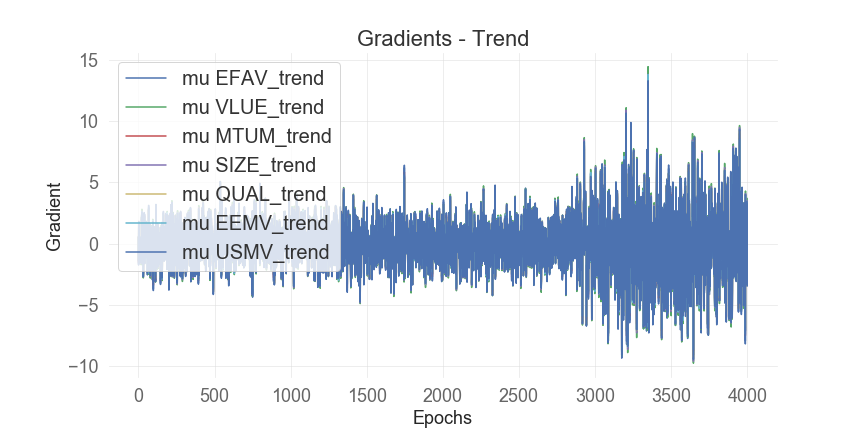 Gradients - Trend
15
10
5
0
−5
−10
Gradient
mu EFAV_trend
mu VLUE_trend
mu MTUM_trend
mu SIZE_trend
mu QUAL_trend
mu EEMV_trend
mu USMV_trend
0 500 1000 1500 2000 2500 3000 3500 4000
Epochs